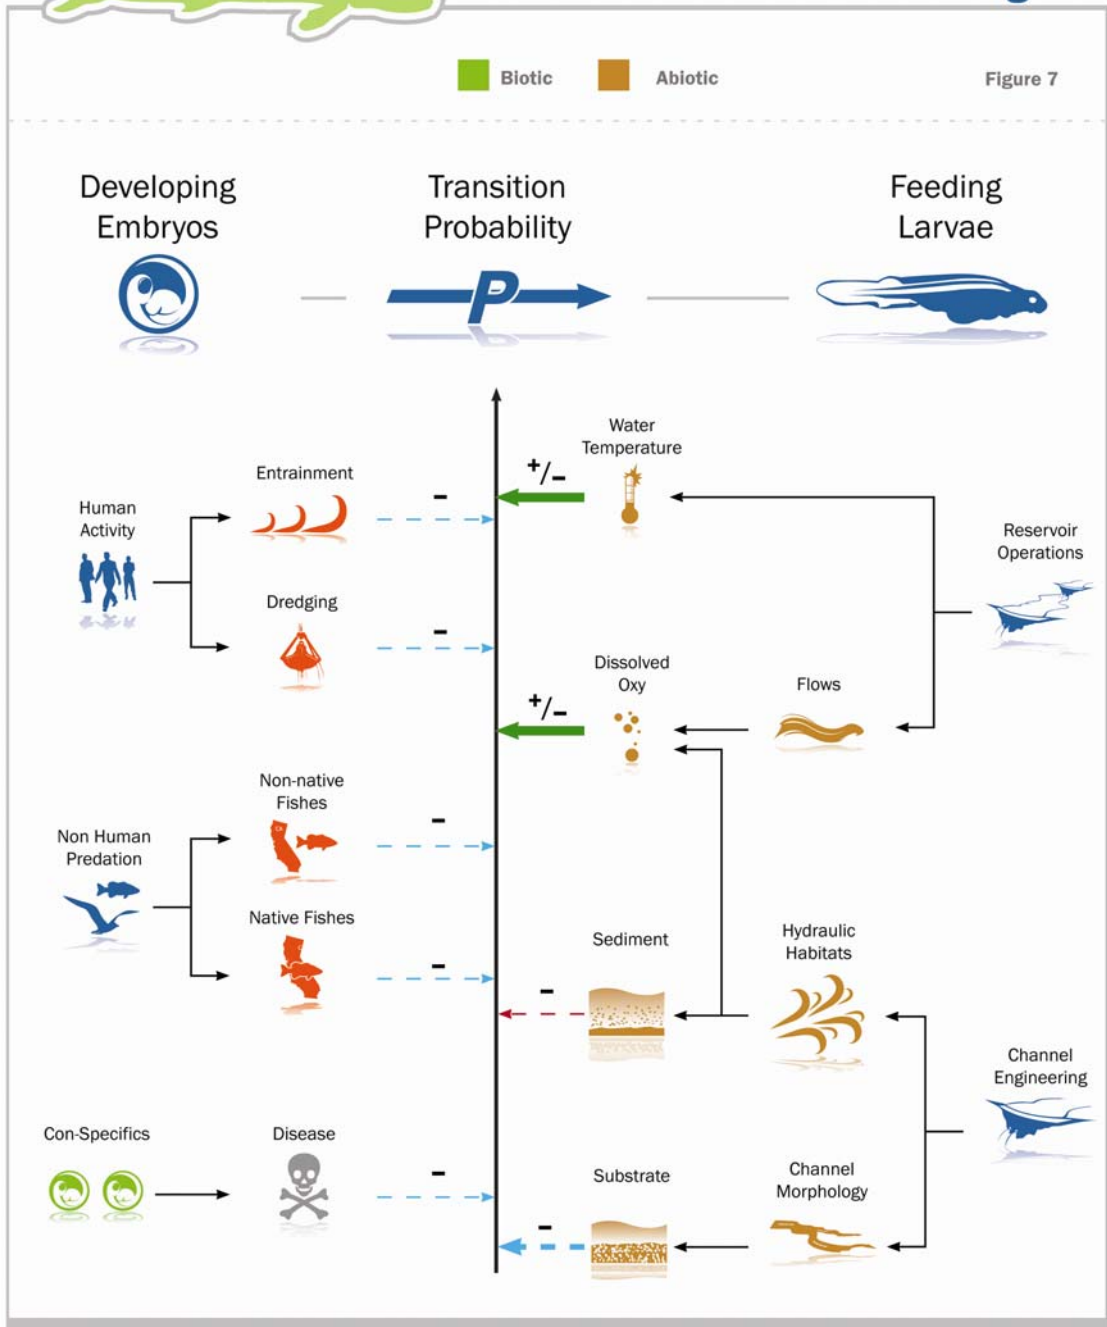 Biotic
Abiotic
Figure 7
Developing
Embryos
Transition
Probability
Feeding
Larvae
P
Water
Temperature
+/-
Entrainment
-
Human
Activity
Reservoir
Operations
Dredging
-
Dissolved
Oxy
Flows
+/-
Non-native
Fishes
-
Non Human
Predation
Native Fishes
-
Sediment
-
Hydraulic
Habitats
Channel
Engineering
Con-Specifics
Disease
-
Substrate
-
Channel
Morphology